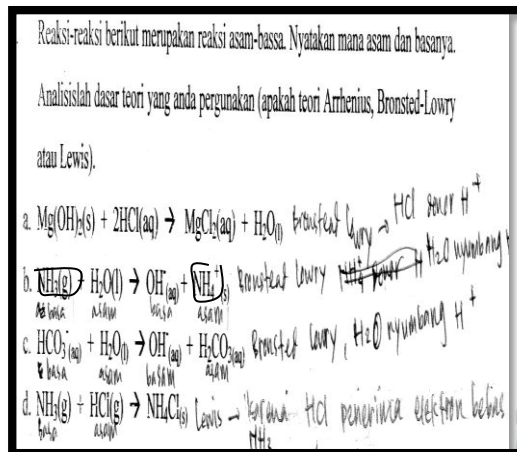 Reaksi-reaksi berikut merupakan reaksi asam-bassa. Nyatakan mana asam dan basanya.
Analisislah dasar teori yang anda pergunakan (apakah teori Arrhenius, Bronsted-Lowry
atau Lewis).
a. Mg(OH)₂(s) + 2HCl(aq) → MgCl₂(aq) + H₂O(l) Bronsteat lowry → HCl donor H⁺
b. NH₃(g) + H₂O(l) → OH⁻(aq) + NH₄⁺(s) Bronsteat lowry H₂O nyumbang
basa asam basa asam
c. HCO₃⁻(aq) + H₂O(l) → OH⁻(aq) + H₂CO₃(aq) Bronsted lowry, H₂O nyumbang H⁺
basa asam basa asam
d. NH₃(g) + HCl(g) → NH₄Cl(s) Lewis → karena HCl penerima elektron bebas
basa asam NH₃